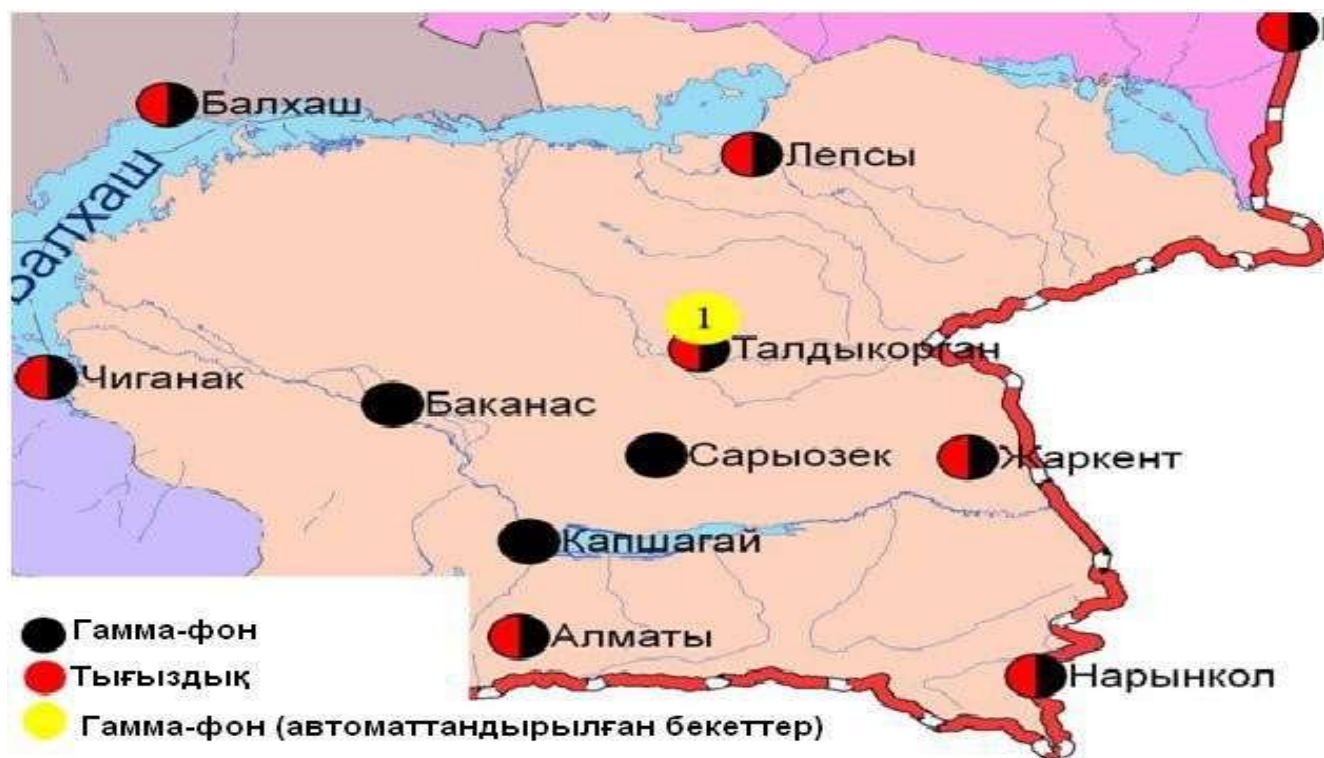 Балхаш
Лепсы
Балхаш
1
Талдыкорган
Чиганак
Баканас
Сарыозек
Жаркент
Капшагай
Гамма-фон
Алматы
Тығыздық
Нарынкол
Гамма-фон (автоматтандырылған бекеттер)